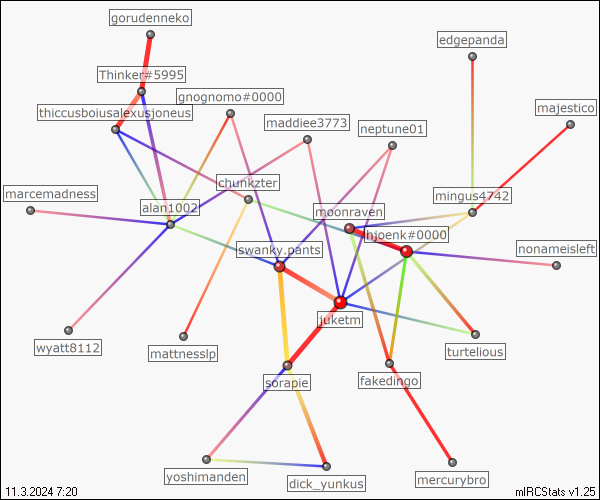 gorudenneko
edgepanda
Thinker#5995
gnognomo#0000
majestico
thiccusboiusalexusjoneus
maddiee3773
neptune01
chunkzter
marcemadness
mingus4742
alan1002
moonraven
hjoenk#0000
swanky.pants
nonameisleft
juketm
wyatt8112
mattnesslp
turtelious
sorapie
fakedingo
yoshimanden
dick_yunkus
mercurybro
11.3.2024 7:20
mIRCStats v1.25